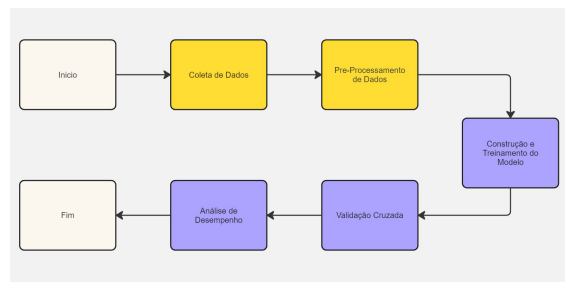 Inicio
Coleta de Dados
Pre-Processamento
de Dados
Construção e
Treinamento do
Modelo
Validação Cruzada
Análise de
Desempenho
Fim